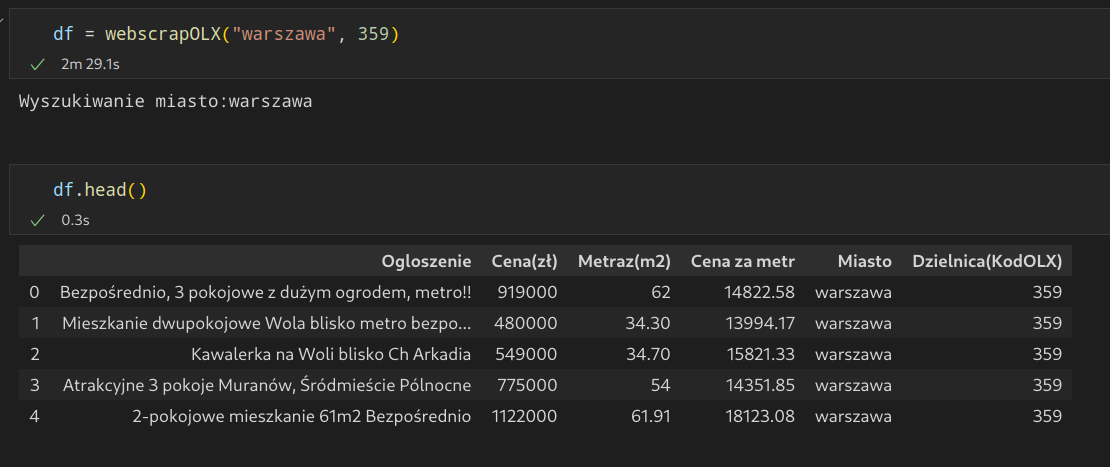 df = webscrapOLX("warszawa", 359)
2m 29.1s
Wyszukiwanie miasto:warszawa
df.head()
0.3s
Ogloszenie Cena(zł) Metraz(m2) Cena za metr Miasto Dzielnica(KodOLX)
0 Bezpośrednio, 3 pokojowe z dużym ogrodem, metro!! 919000 62 14822.58 warszawa 359
1 Mieszkanie dwupokojowe Wola blisko metro bezpo... 480000 34.30 13994.17 warszawa 359
2 Kawalerka na Woli blisko Ch Arkadia 549000 34.70 15821.33 warszawa 359
3 Atrakcyjne 3 pokoje Muranów, Śródmieście Północne 775000 54 14351.85 warszawa 359
4 2-pokojowe mieszkanie 61m2 Bezpośrednio 1122000 61.91 18123.08 warszawa 359